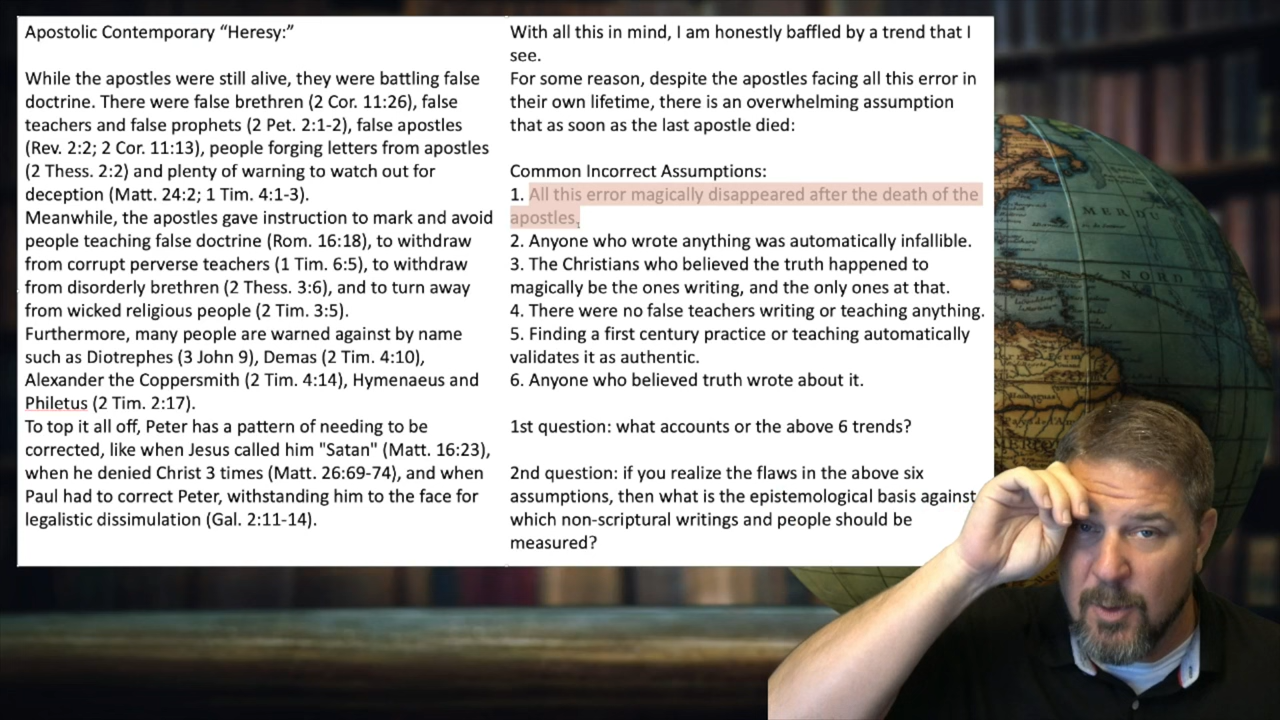 Apostolic Contemporary “Heresy:”
While the apostles were still alive, they were battling false
doctrine. There were false brethren (2 Cor. 11:26), false
teachers and false prophets (2 Pet. 2:1-2), false apostles
(Rev. 2:2; 2 Cor. 11:13), people forging letters from apostles
(2 Thess. 2:2) and plenty of warning to watch out for
deception (Matt. 24:2; 1 Tim. 4:1-3).
Meanwhile, the apostles gave instruction to mark and avoid
people teaching false doctrine (Rom. 16:18), to withdraw
from corrupt perverse teachers (1 Tim. 6:5), to withdraw
from disorderly brethren (2 Thess. 3:6), and to turn away
from wicked religious people (2 Tim. 3:5).
Furthermore, many people are warned against by name
such as Diotrephes (3 John 9), Demas (2 Tim. 4:10),
Alexander the Coppersmith (2 Tim. 4:14), Hymenaeus and
Philetus (2 Tim. 2:17).
To top it all off, Peter has a pattern of needing to be
corrected, like when Jesus called him "Satan" (Matt. 16:23),
when he denied Christ 3 times (Matt. 26:69-74), and when
Paul had to correct Peter, withstanding him to the face for
legalistic dissimulation (Gal. 2:11-14).
With all this in mind, I am honestly baffled by a trend that I
see.
For some reason, despite the apostles facing all this error in
their own lifetime, there is an overwhelming assumption
that as soon as the last apostle died:
Common Incorrect Assumptions:
1. All this error magically disappeared after the death of the
apostles.
2. Anyone who wrote anything was automatically infallible.
3. The Christians who believed the truth happened to
magically be the ones writing, and the only ones at that.
4. There were no false teachers writing or teaching anything.
5. Finding a first century practice or teaching automatically
validates it as authentic.
6. Anyone who believed truth wrote about it.
1st question: what accounts or the above 6 trends?
2nd question: if you realize the flaws in the above six
assumptions, then what is the epistemological basis against
which non-scriptural writings and people should be
measured?
MER DU
NORD